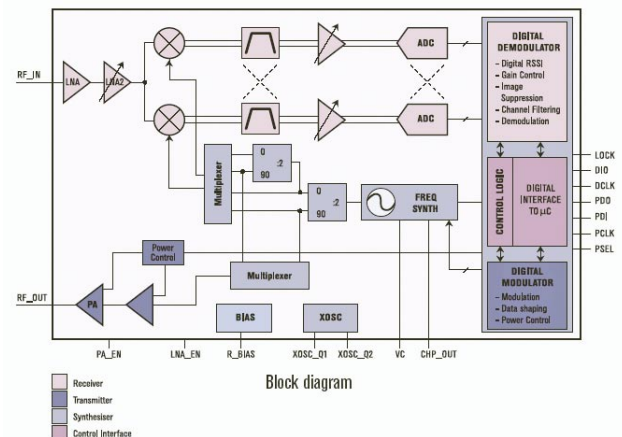 RF_IN
LNA
LNA2
ADC
ADC
DIGITAL
DEMODULATOR
- Digital RSSI
- Gain Control
- Image
Suppression
- Channel Filtering
- Demodulation
Multiplexer
0
90
:2
0
90
:2
FREQ
SYNTH
CONTROL LOGIC
DIGITAL
INTERFACE
TO µC
LOCK
DIO
DCLK
PDO
PDI
PCLK
PSEL
Power
Control
Multiplexer
RF_OUT
PA
BIAS
XOSC
DIGITAL
MODULATOR
- Modulation
- Data shaping
- Power Control
PA_EN
LNA_EN
R_BIAS
XOSC_Q1
XOSC_Q2
VC
CHP_OUT
Block diagram
Receiver
Transmitter
Synthesiser
Control Interface